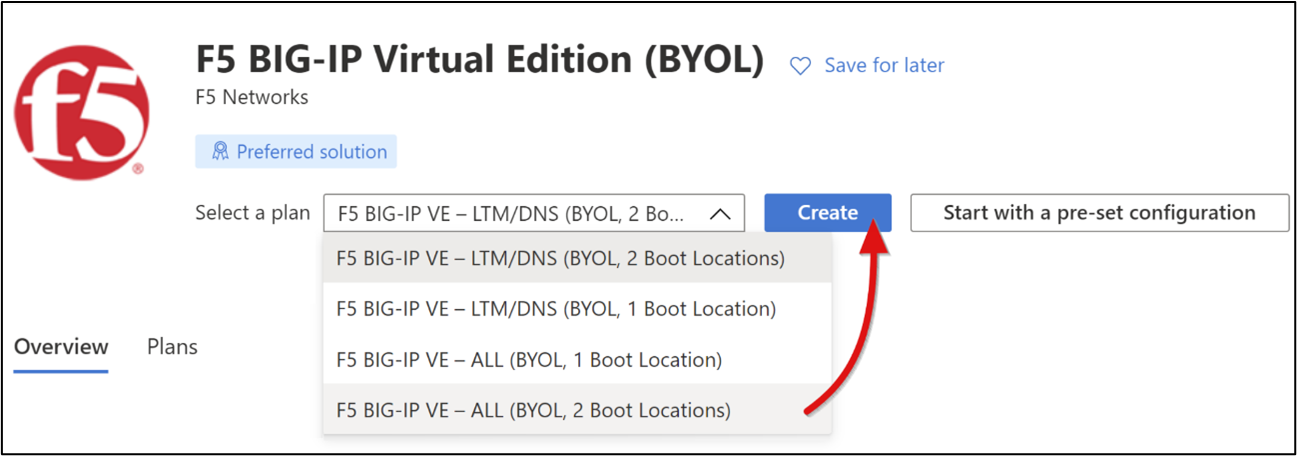 f5
®
F5 BIG-IP Virtual Edition (BYOL)
Save for later
F5 Networks
Preferred solution
Select a plan
F5 BIG-IP VE – LTM/DNS (BYOL, 2 Bo...
Create
Start with a pre-set configuration
F5 BIG-IP VE – LTM/DNS (BYOL, 2 Boot Locations)
F5 BIG-IP VE – LTM/DNS (BYOL, 1 Boot Location)
F5 BIG-IP VE – ALL (BYOL, 1 Boot Location)
F5 BIG-IP VE – ALL (BYOL, 2 Boot Locations)
Overview
Plans